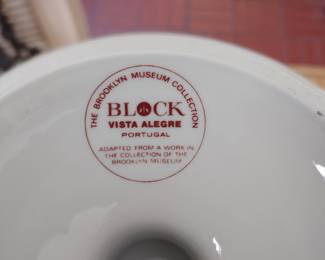 THE BROOKLYN MUSEUM COLLECTION
BLOCK
VISTA ALEGRE
PORTUGAL
ADAPTED FROM A WORK IN
THE COLLECTION OF THE
BROOKLYN MUSEUM